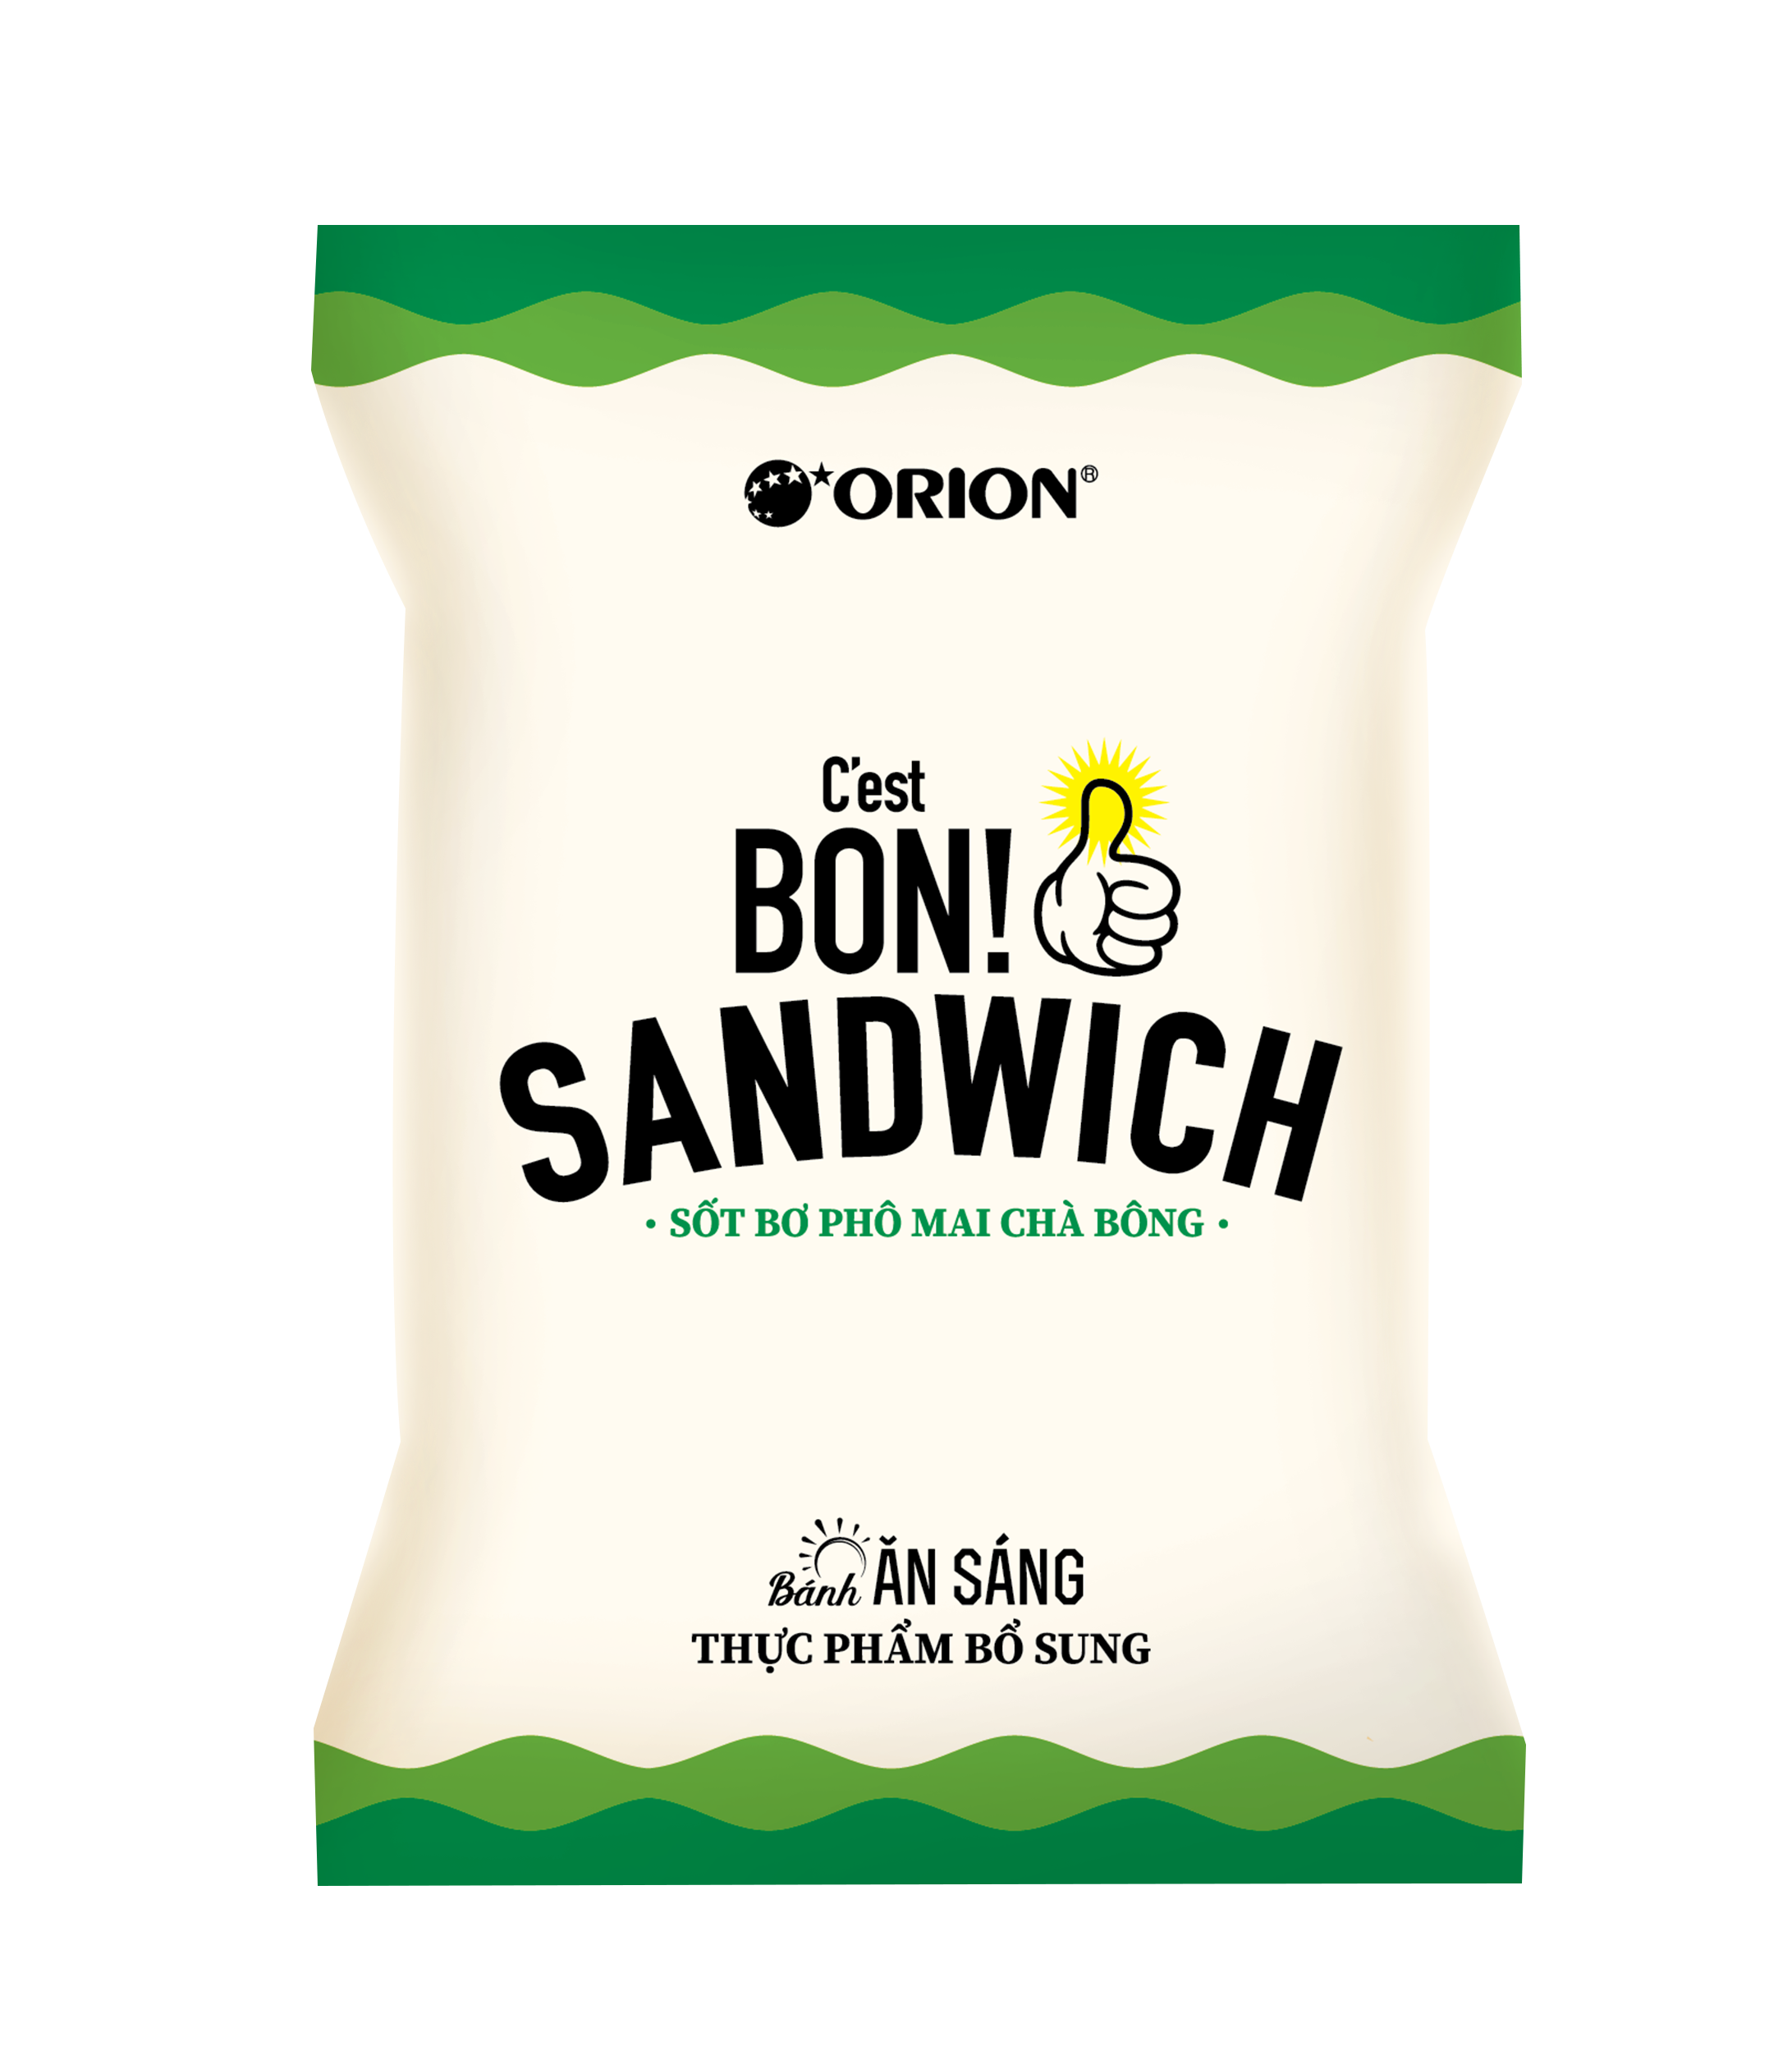 ORION®
C'est
BON!
SANDWICH
• SỐT BƠ PHÔ MAI CHÀ BÔNG •
Bánh ĂN SÁNG
THỰC PHẨM BỔ SUNG